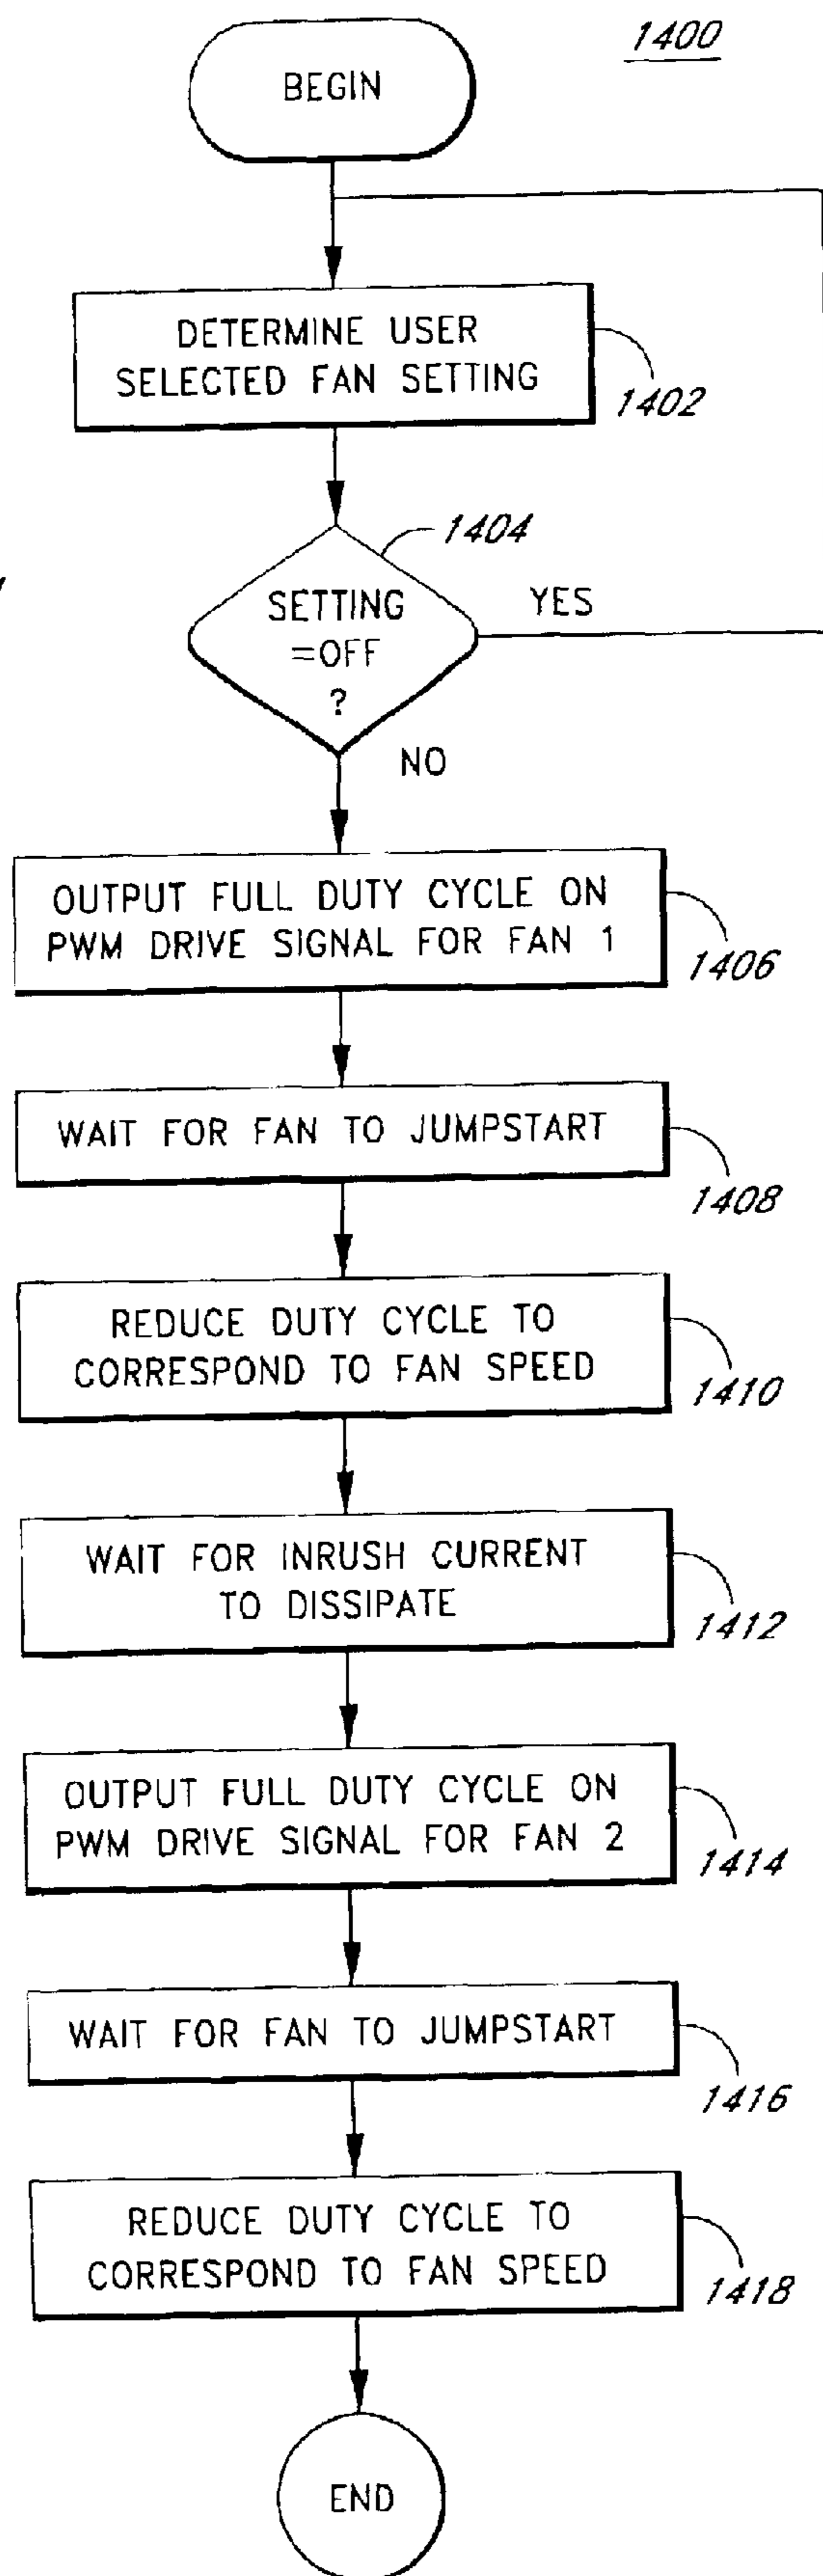 1400
BEGIN
DETERMINE USER
SELECTED FAN SETTING
1402
1404
SETTING
=OFF
?
YES
NO
OUTPUT FULL DUTY CYCLE ON
PWM DRIVE SIGNAL FOR FAN 1
1406
WAIT FOR FAN TO JUMPSTART
1408
REDUCE DUTY CYCLE TO
CORRESPOND TO FAN SPEED
1410
WAIT FOR INRUSH CURRENT
TO DISSIPATE
1412
OUTPUT FULL DUTY CYCLE ON
PWM DRIVE SIGNAL FOR FAN 2
1414
WAIT FOR FAN TO JUMPSTART
1416
REDUCE DUTY CYCLE TO
CORRESPOND TO FAN SPEED
1418
END